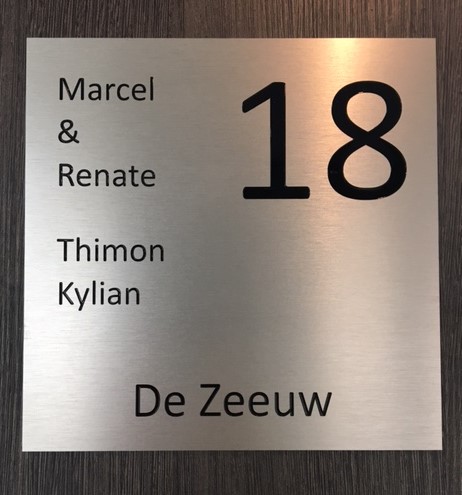 Marcel
&
Renate
18
Thimon
Kylian
De Zeeuw